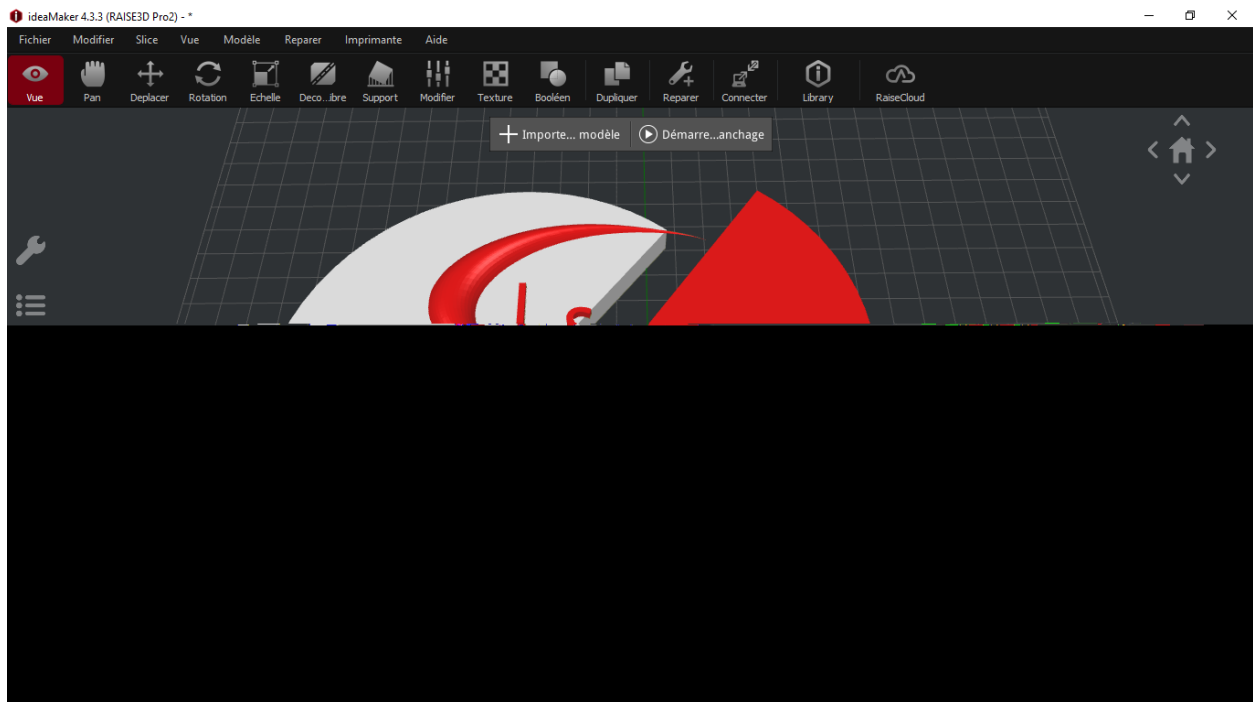 ideaMaker 4.3.3 (RAISE3D Pro2) - *
Fichier Modifier Slice Vue Modèle Reparer Imprimante Aide
Vue Pan Deplacer Rotation Echelle Deco...ibre Support Modifier Texture Booléen Dupliquer Reparer Connecter Library RaiseCloud
Importe... modèle Démarre...anchage